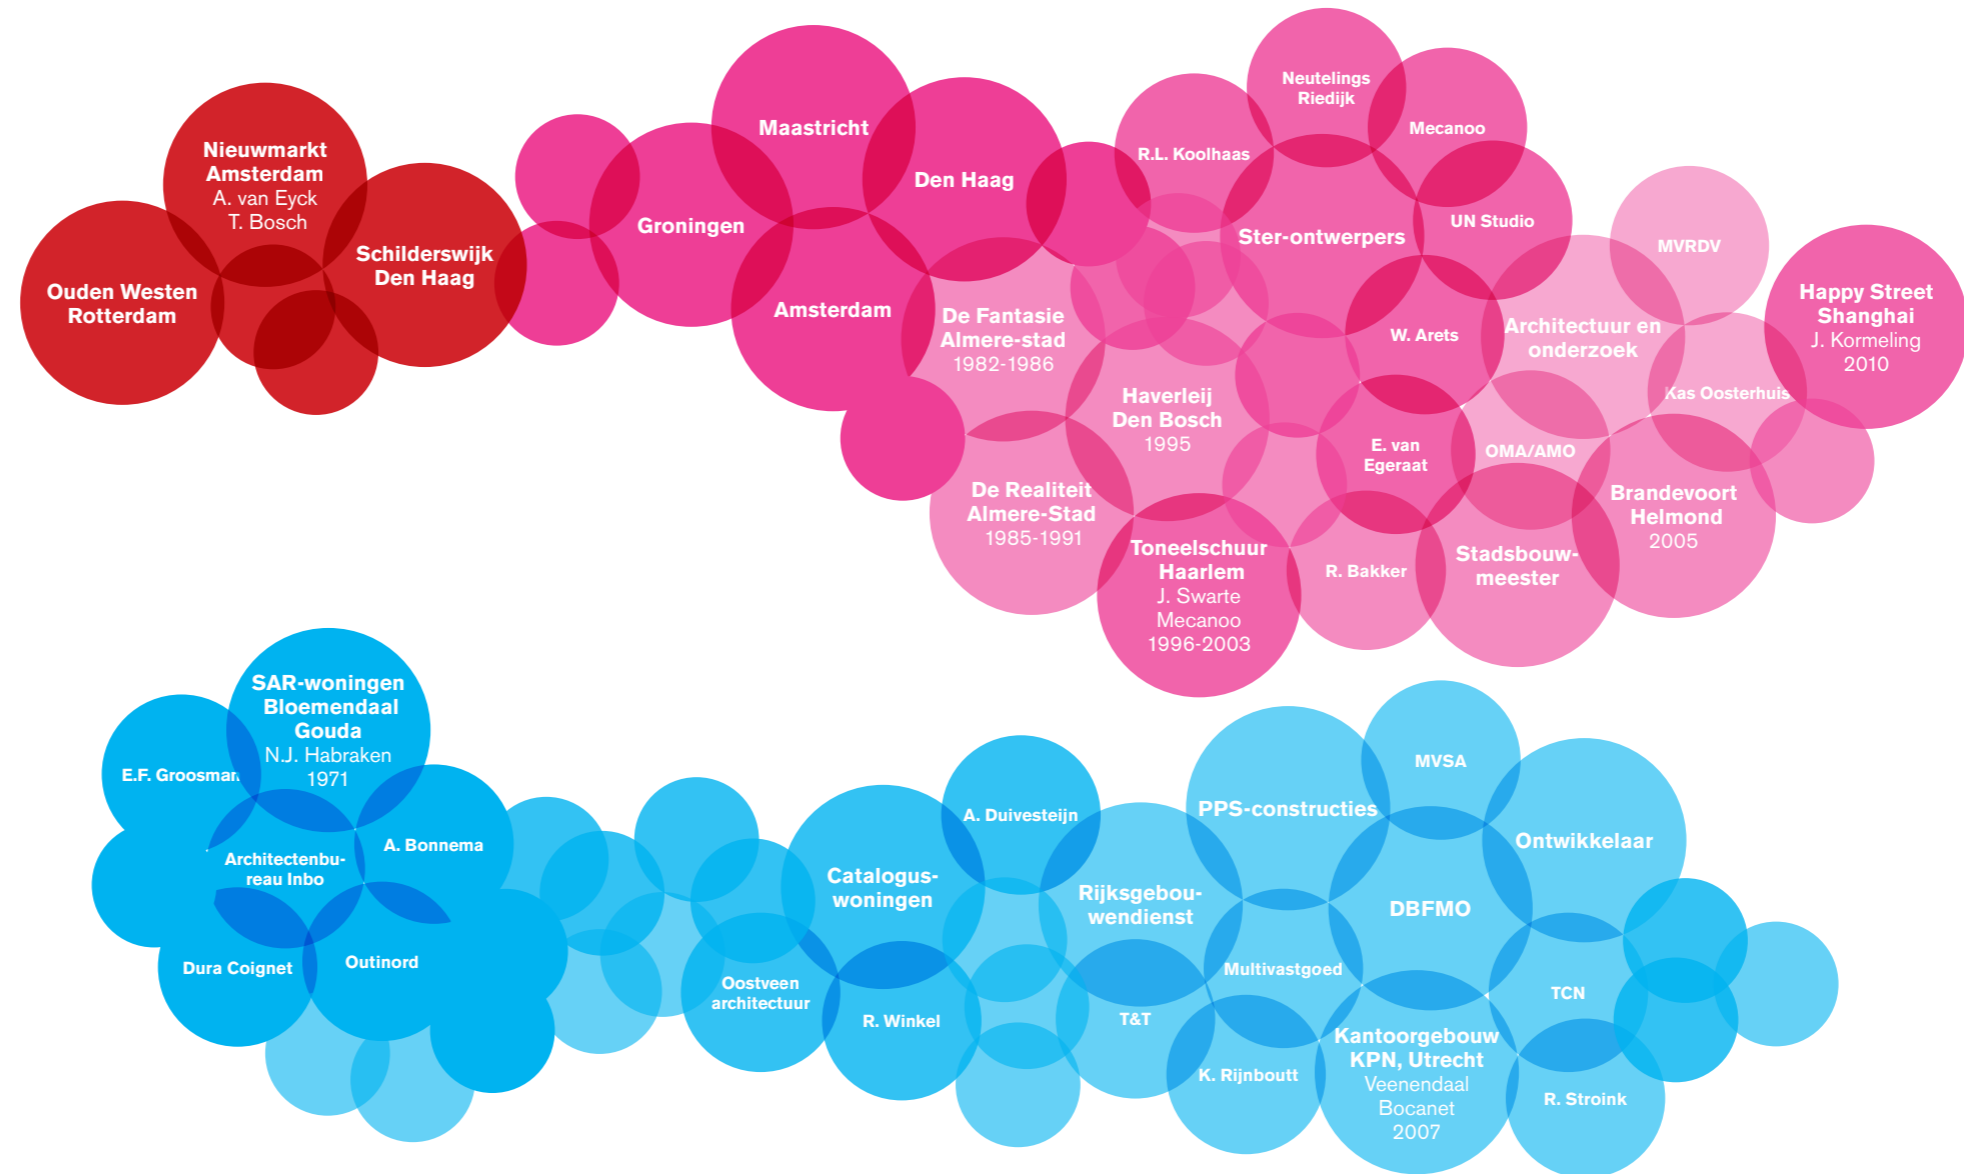 Nieuwmarkt
Amsterdam
A. van Eyck
T. Bosch
Ouden Westen
Rotterdam
Schilderswijk
Den Haag
Groningen
Maastricht
Den Haag
Amsterdam
De Fantasie
Almere-stad
1982-1986
De Realiteit
Almere-Stad
1985-1991
Haverleij
Den Bosch
1995
Toneelschuur
Haarlem
J. Swarte
Mecanoo
1996-2003
R.L. Koolhaas
Neutelings
Riedijk
Mecanoo
Ster-ontwerpers
UN Studio
W. Arets
E. van
Egeraat
R. Bakker
Architectuur en
onderzoek
MVRDV
Kas Oosterhuis
OMA/AMO
Stadsbouw-
meester
Brandevoort
Helmond
2005
Happy Street
Shanghai
J. Kormeling
2010
SAR-woningen
Bloemendaal
Gouda
N.J. Habraken
1971
E.F. Groosman
A. Bonnema
Architectenbu-
reau Inbo
Dura Coignet
Outinord
Catalogus-
woningen
A. Duivesteijn
Oostveen
architectuur
R. Winkel
Rijksgebou-
wendienst
T&T
PPS-constructies
MVSA
Ontwikkelaar
DBFMO
Multivastgoed
TCN
K. Rijnboutt
Kantoorgebouw
KPN, Utrecht
Veenendaal
Bocanet
2007
R. Stroink